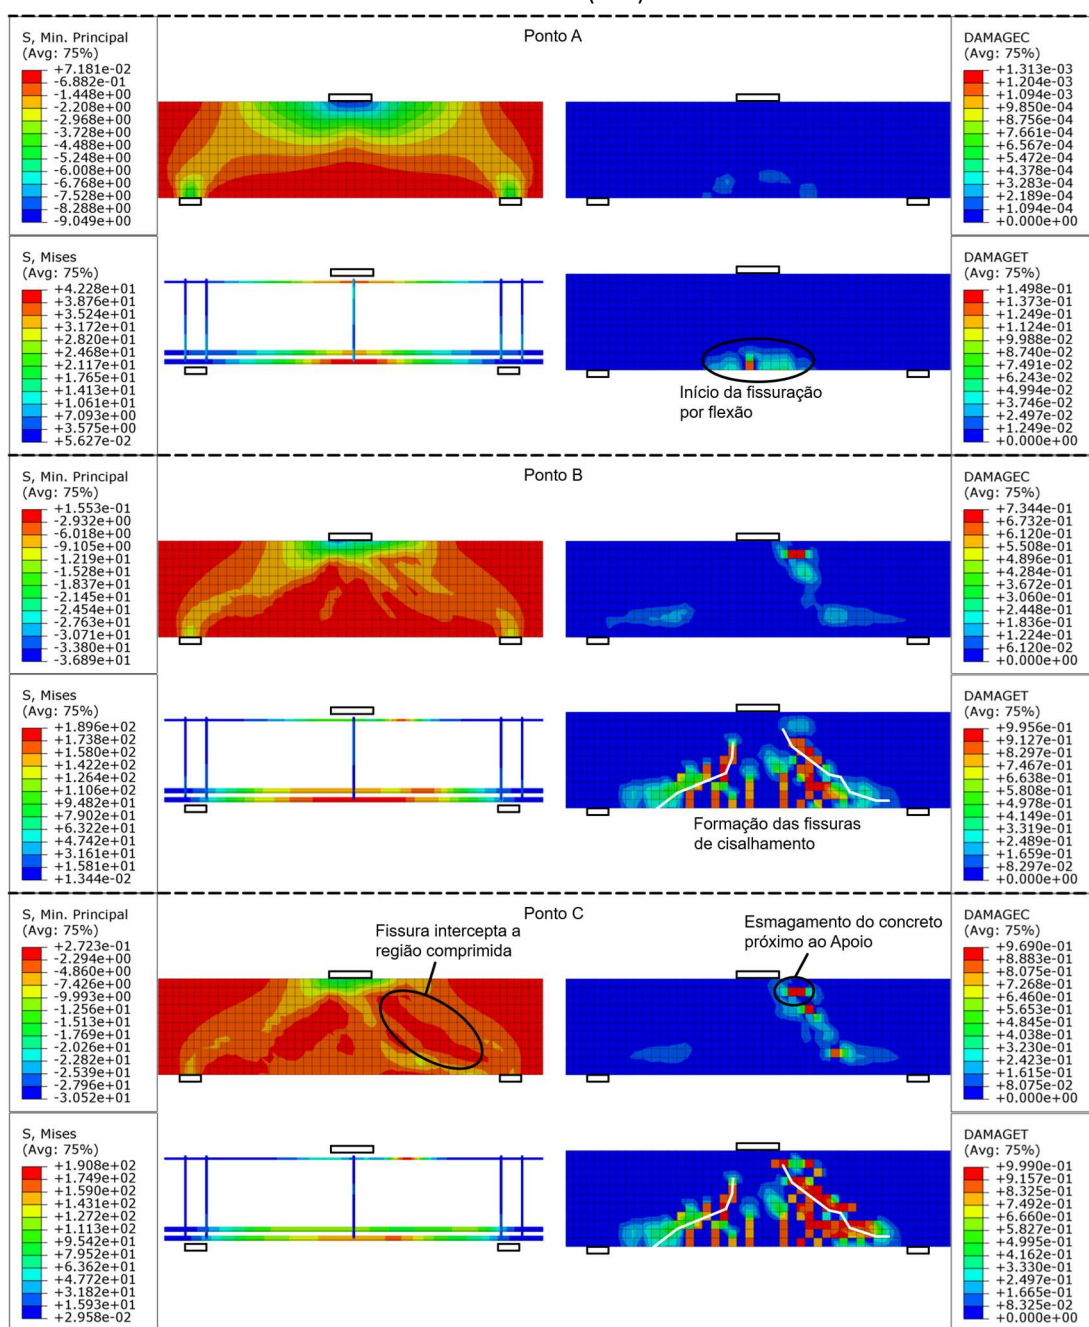 Ponto A
S, Min. Principal
(Avg: 75%)
+7.181e-02
-6.882e-01
-1.448e+00
-2.208e+00
-2.968e+00
-3.728e+00
-4.488e+00
-5.248e+00
-6.008e+00
-6.768e+00
-7.528e+00
-8.288e+00
-9.049e+00
DAMAGEC
(Avg: 75%)
+1.313e-03
+1.204e-03
+1.094e-03
+9.850e-04
+8.756e-04
+7.661e-04
+6.567e-04
+5.472e-04
+4.378e-04
+3.283e-04
+2.189e-04
+1.094e-04
+0.000e+00
S, Mises
(Avg: 75%)
+4.228e+01
+3.876e+01
+3.524e+01
+3.172e+01
+2.820e+01
+2.468e+01
+2.117e+01
+1.765e+01
+1.413e+01
+1.061e+01
+7.093e+00
+3.575e+00
+5.627e-02
Início da fissuração
por flexão
DAMAGET
(Avg: 75%)
+1.498e-01
+1.373e-01
+1.249e-01
+1.124e-01
+9.988e-02
+8.740e-02
+7.491e-02
+6.243e-02
+4.994e-02
+3.746e-02
+2.497e-02
+1.249e-02
+0.000e+00
Ponto B
S, Min. Principal
(Avg: 75%)
+1.553e-01
-2.932e+00
-6.018e+00
-9.105e+00
-1.219e+01
-1.528e+01
-1.837e+01
-2.145e+01
-2.454e+01
-2.763e+01
-3.071e+01
-3.380e+01
-3.689e+01
DAMAGEC
(Avg: 75%)
+7.344e-01
+6.732e-01
+6.120e-01
+5.508e-01
+4.896e-01
+4.284e-01
+3.672e-01
+3.060e-01
+2.448e-01
+1.836e-01
+1.224e-01
+6.120e-02
+0.000e+00
S, Mises
(Avg: 75%)
+1.896e+02
+1.738e+02
+1.580e+02
+1.422e+02
+1.264e+02
+1.106e+02
+9.482e+01
+7.902e+01
+6.322e+01
+4.742e+01
+3.161e+01
+1.581e+01
+1.344e-02
Formação das fissuras
de cisalhamento
DAMAGET
(Avg: 75%)
+9.956e-01
+9.127e-01
+8.297e-01
+7.467e-01
+6.638e-01
+5.808e-01
+4.978e-01
+4.149e-01
+3.319e-01
+2.489e-01
+1.659e-01
+8.297e-02
+0.000e+00
Ponto C
S, Min. Principal
(Avg: 75%)
+2.723e-01
-2.294e+00
-4.860e+00
-7.426e+00
-9.993e+00
-1.256e+01
-1.513e+01
-1.769e+01
-2.026e+01
-2.282e+01
-2.539e+01
-2.796e+01
-3.052e+01
Fissura intercepta a
região comprimida
Esmagamento do concreto
próximo ao Apoio
DAMAGEC
(Avg: 75%)
+9.690e-01
+8.883e-01
+8.075e-01
+7.268e-01
+6.460e-01
+5.653e-01
+4.845e-01
+4.038e-01
+3.230e-01
+2.423e-01
+1.615e-01
+8.075e-02
+0.000e+00
S, Mises
(Avg: 75%)
+1.908e+02
+1.749e+02
+1.590e+02
+1.431e+02
+1.272e+02
+1.113e+02
+9.542e+01
+7.952e+01
+6.362e+01
+4.772e+01
+3.182e+01
+1.593e+01
+2.958e-02
DAMAGET
(Avg: 75%)
+9.990e-01
+9.157e-01
+8.325e-01
+7.492e-01
+6.660e-01
+5.827e-01
+4.995e-01
+4.162e-01
+3.330e-01
+2.497e-01
+1.665e-01
+8.325e-02
+0.000e+00